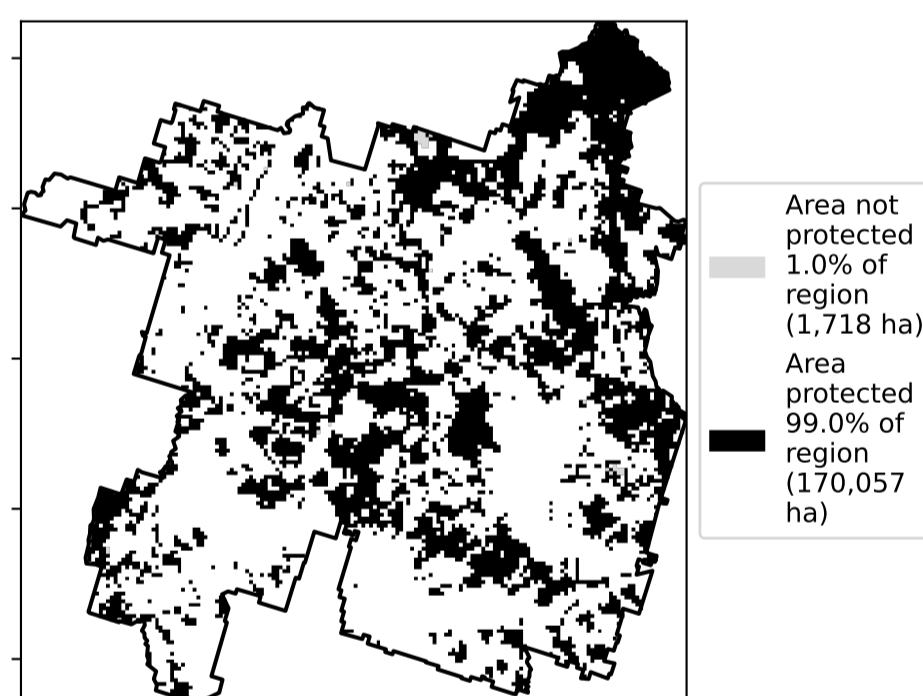 Area not
protected
1.0% of
region
(1,718 ha)
Area
protected
99.0% of
region
(170,057
ha)